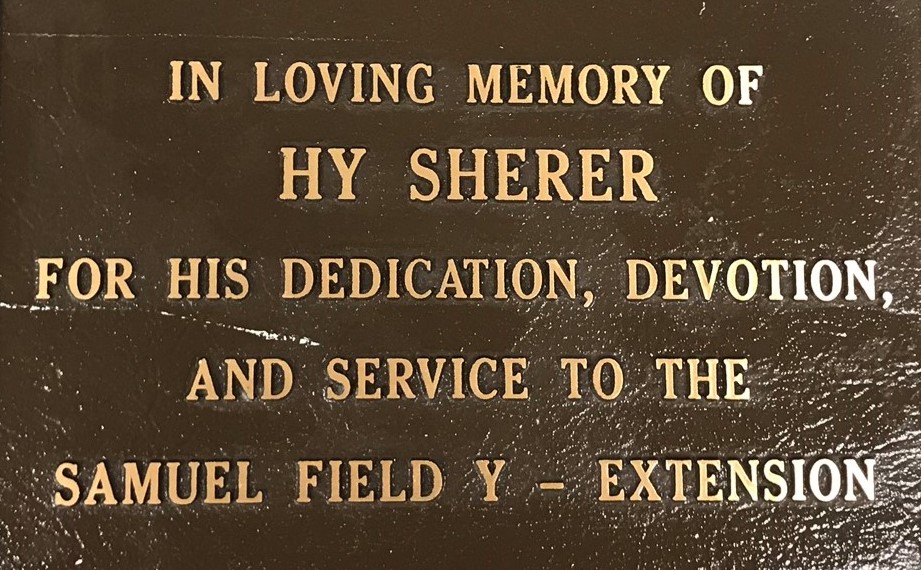 IN LOVING MEMORY OF
HY SHERER
FOR HIS DEDICATION, DEVOTION,
AND SERVICE TO THE
SAMUEL FIELD Y – EXTENSION